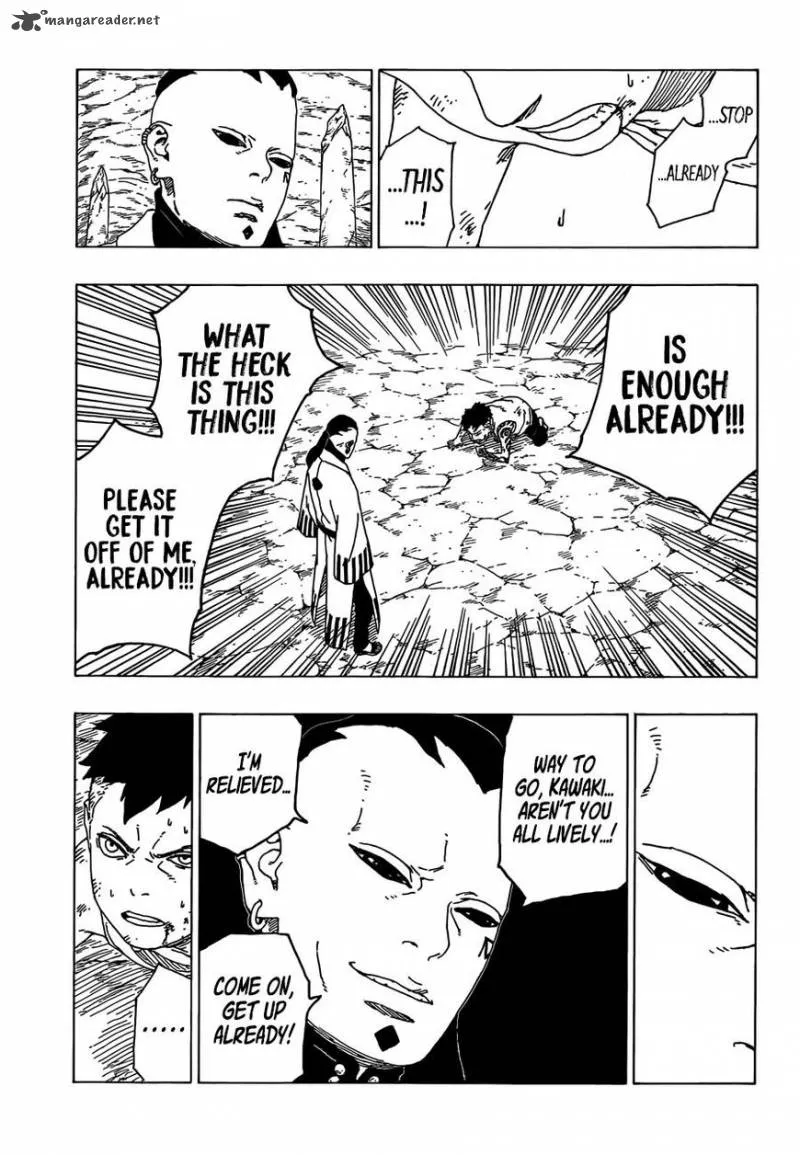 mangareader.net
...STOP
...ALREADY
...THIS
...!
IS
ENOUGH
ALREADY!!!
WHAT
THE HECK
IS THIS
THING!!!
PLEASE
GET IT
OFF OF ME,
ALREADY!!!
WAY TO
GO, KAWAKI...
AREN'T YOU
ALL LIVELY...!
I'M
RELIEVED...
COME ON,
GET UP
ALREADY!
.....